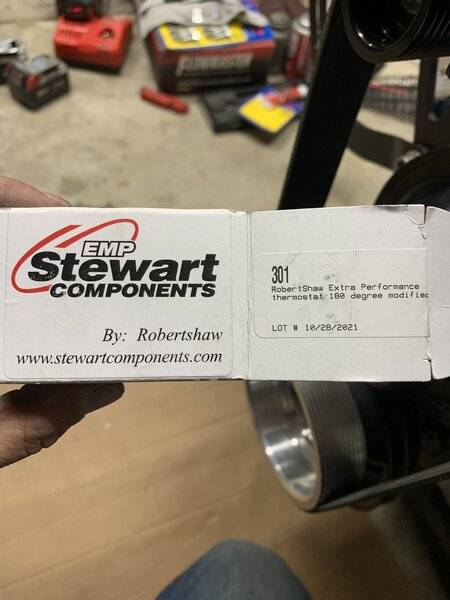 EMP
Stewart
COMPONENTS
By: Robertshaw
www.stewartcomponents.com
301
RobertShaw Extra Performance
thermostat 180 degree modified
LOT # 10/28/2021